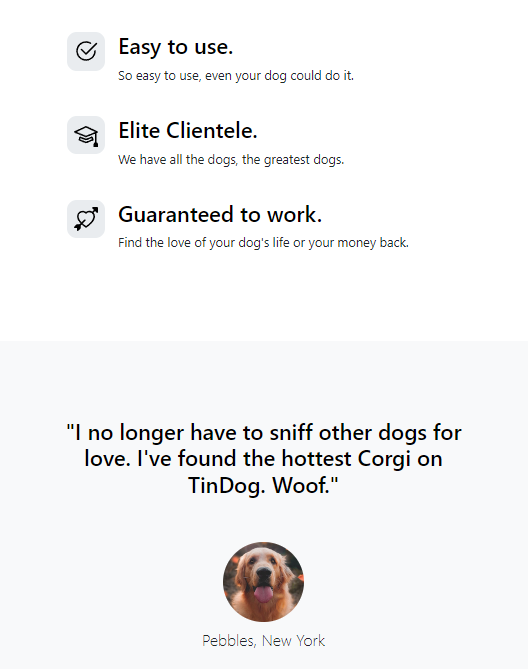 Easy to use.
So easy to use, even your dog could do it.
Elite Clientele.
We have all the dogs, the greatest dogs.
Guaranteed to work.
Find the love of your dog's life or your money back.
"I no longer have to sniff other dogs for
love. I've found the hottest Corgi on
TinDog. Woof."
Pebbles, New York